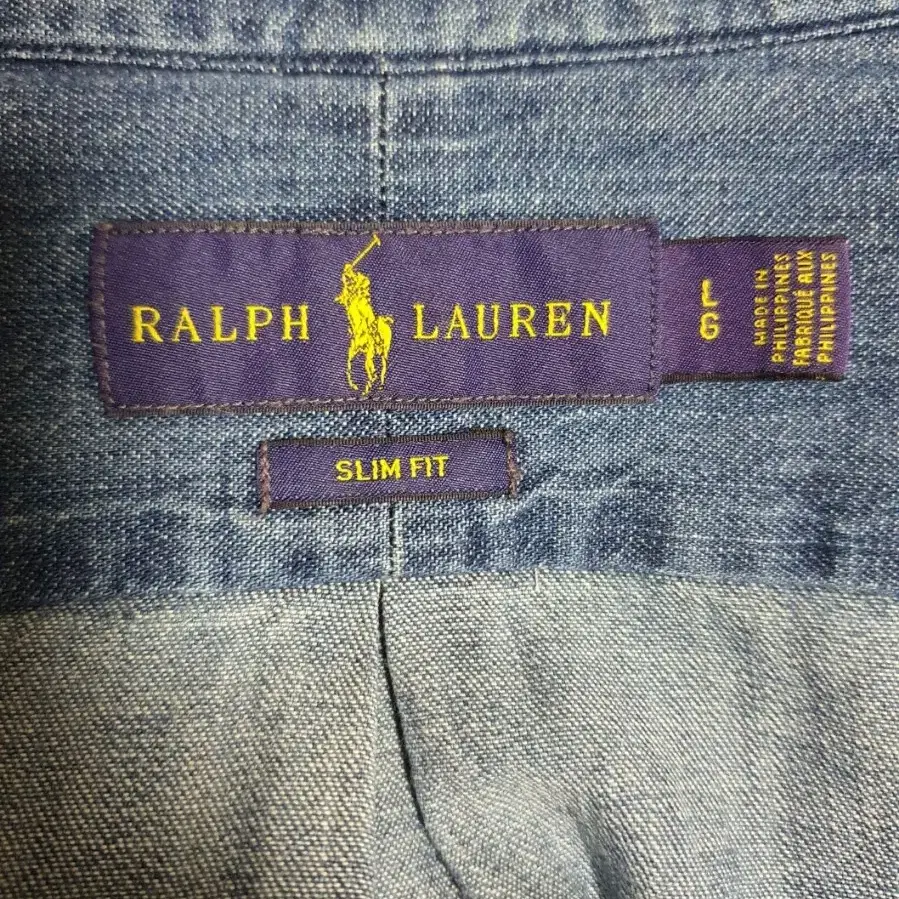 RALPH LAUREN
L
G
MADE IN
PHILIPPINES
FABRIQUÉ AUX
PHILIPPINES
SLIM FIT